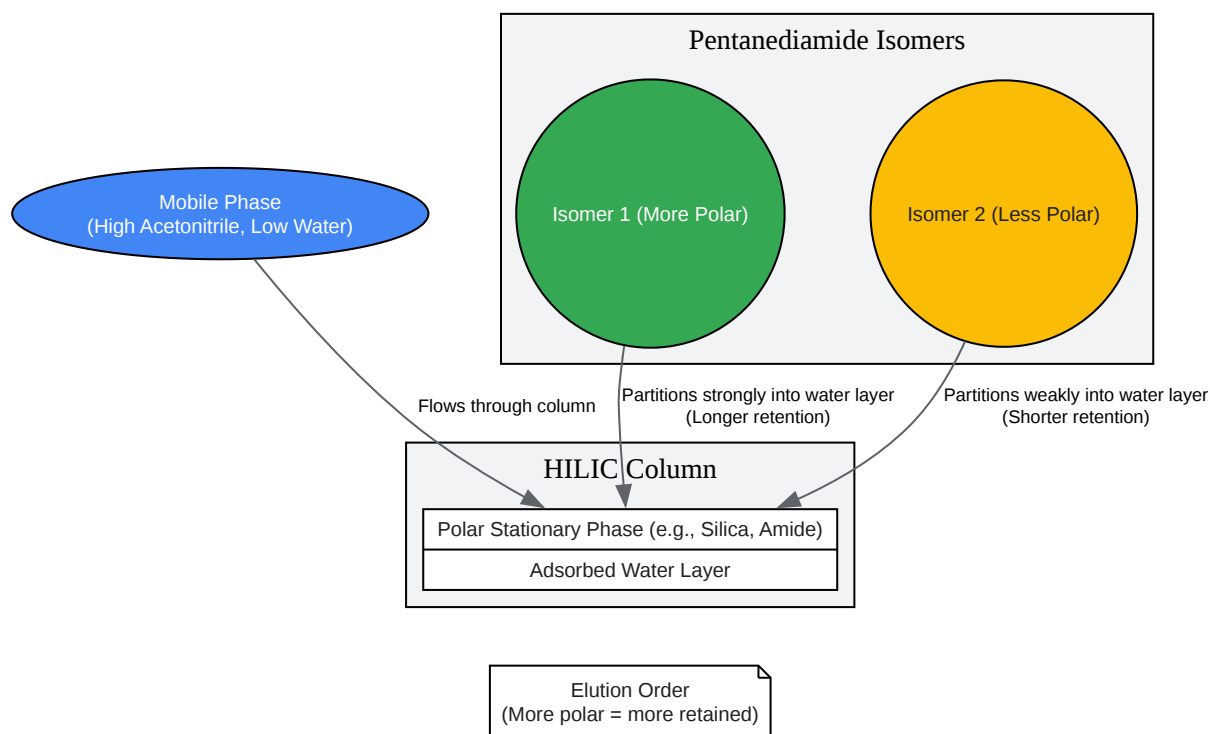 Pentanediamide Isomers
Mobile Phase
(High Acetonitrile, Low Water)
Isomer 1 (More Polar)
Isomer 2 (Less Polar)
Flows through column
Partitions strongly into water layer
(Longer retention)
Partitions weakly into water layer
(Shorter retention)
HILIC Column
Polar Stationary Phase (e.g., Silica, Amide)
Adsorbed Water Layer
Elution Order
(More polar = more retained)